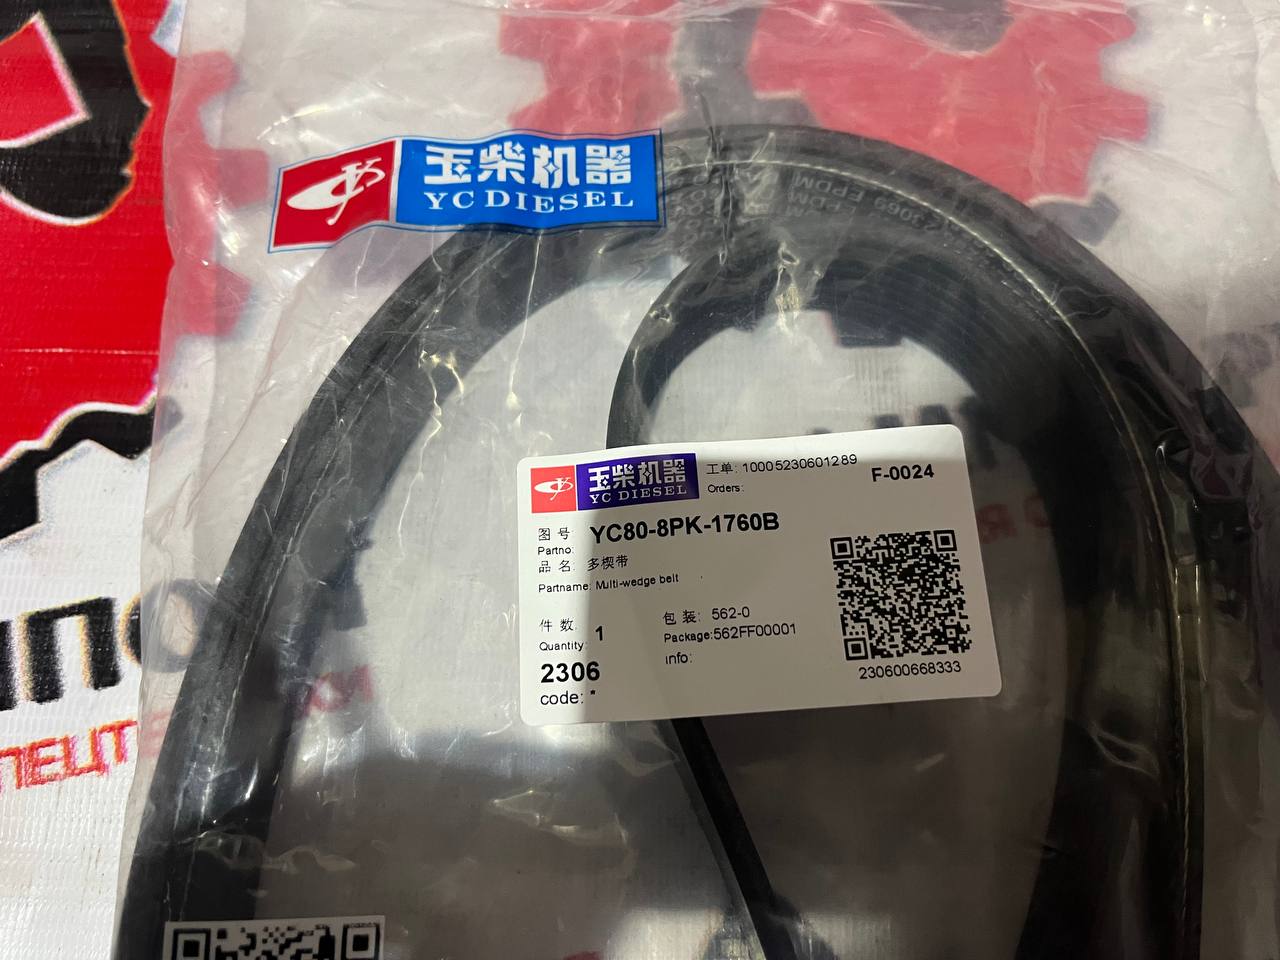 玉柴机器
YC DIESEL
3069 EPDM
玉柴机器
YC DIESEL
工单: 10005230601289
Orders:
F-0024
图 号 YC80-8PK-1760B
Partno:
品 名: 多楔带
Partname: Multi-wedge belt
件 数: 1
Quantity:
包 装: 562-0
Package:562FF00001
2306
info:
code: *
230600668333